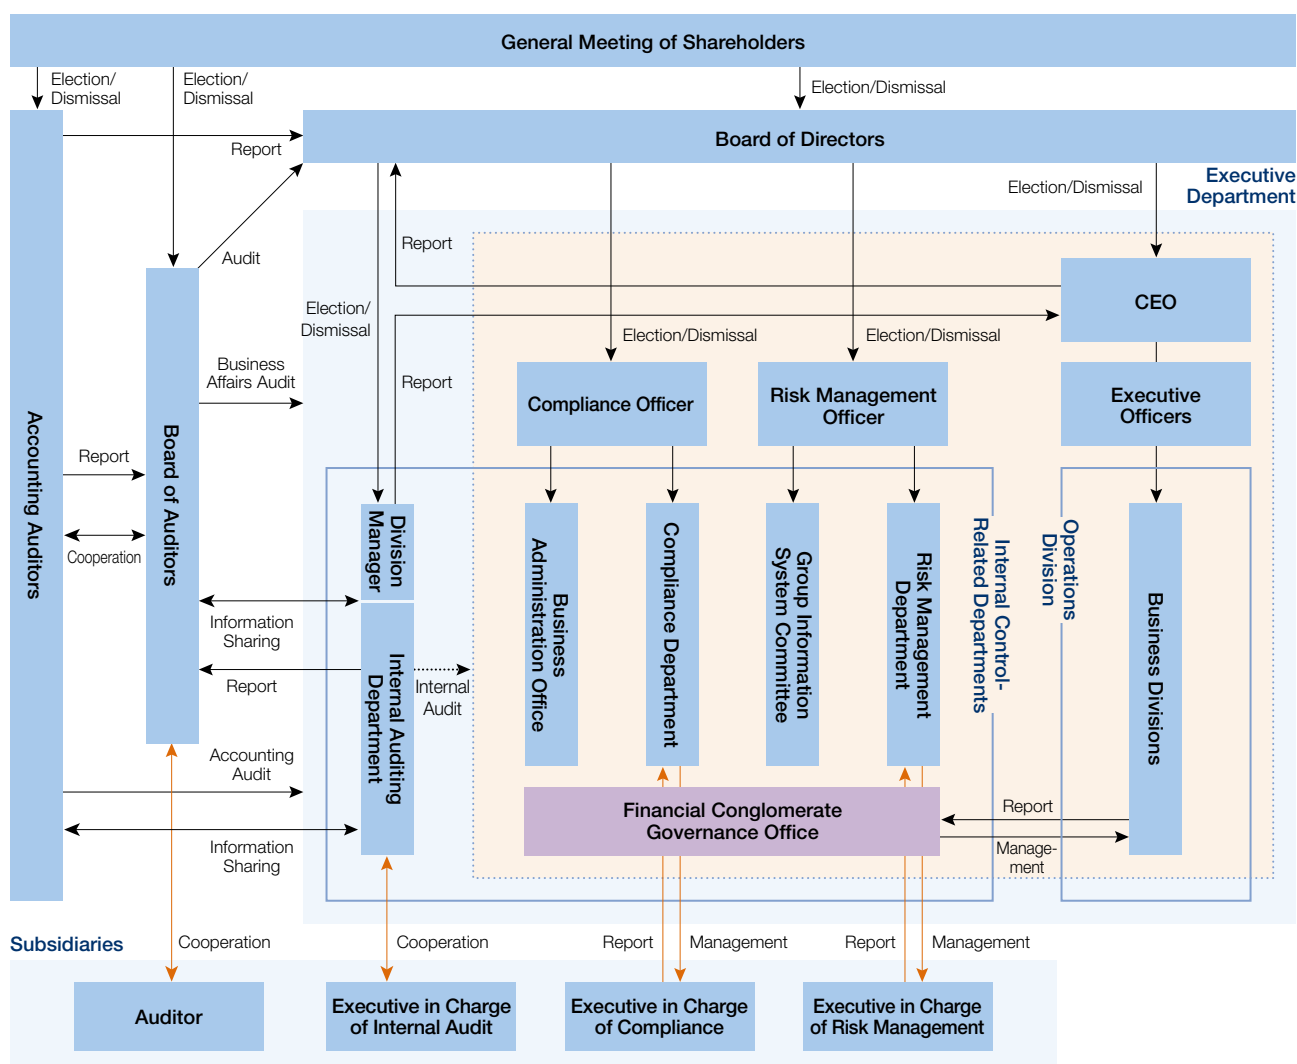 General Meeting of Shareholders
Election/
Dismissal
Election/
Dismissal
Election/Dismissal
Board of Directors
Report
Executive
Department
Election/Dismissal
Report
Audit
CEO
Election/
Dismissal
Election/Dismissal
Election/Dismissal
Business
Affairs Audit
Report
Compliance Officer
Risk Management
Officer
Executive
Officers
Accounting Auditors
Report
Board of Auditors
Cooperation
Division
Manager
Business
Administration Office
Compliance Department
Group Information
System Committee
Risk Management
Department
Internal Control-
Related Departments
Operations
Division
Business Divisions
Information
Sharing
Report
Internal Auditing
Department
Internal
Audit
Accounting
Audit
Financial Conglomerate
Governance Office
Report
Manage-
ment
Information
Sharing
Subsidiaries
Cooperation
Cooperation
Report
Management
Report
Management
Auditor
Executive in Charge
of Internal Audit
Executive in Charge
of Compliance
Executive in Charge
of Risk Management